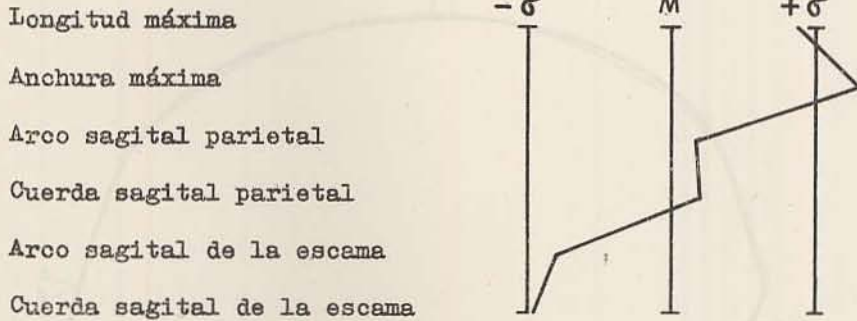 -σ M +σ
Longitud máxima
Anchura máxima
Arco sagital parietal
Cuerda sagital parietal
Arco sagital de la escama
Cuerda sagital de la escama